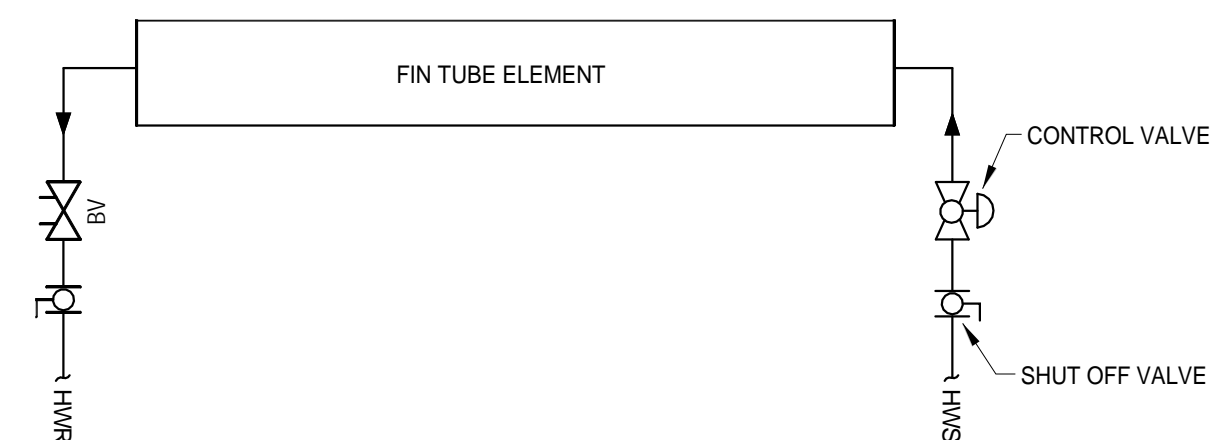 FIN TUBE ELEMENT
CONTROL VALVE
BV
SHUT OFF VALVE
HWR
HWS